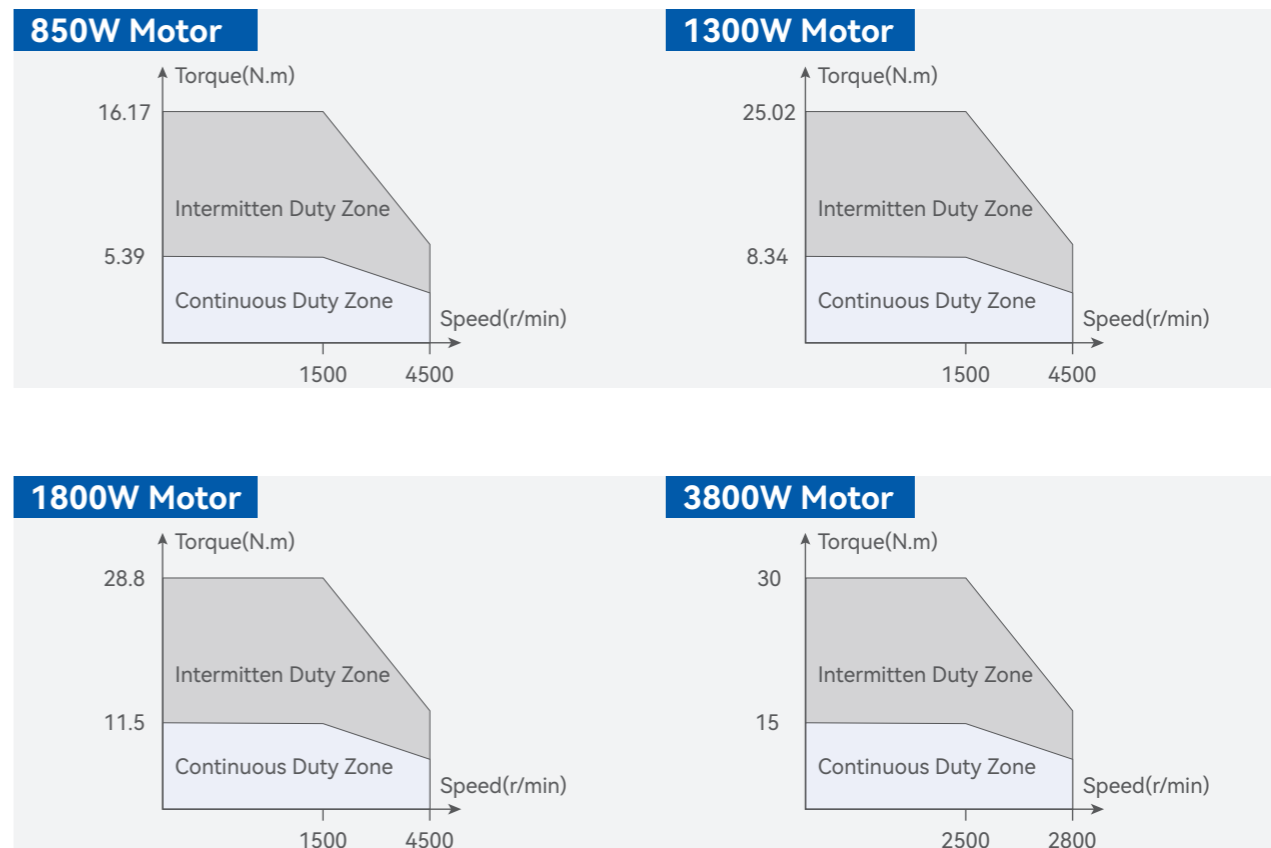 850W Motor
Torque(N.m)
16.17
Intermitten Duty Zone
5.39
Continuous Duty Zone
Speed(r/min)
1500 4500
1300W Motor
Torque(N.m)
25.02
Intermitten Duty Zone
8.34
Continuous Duty Zone
Speed(r/min)
1500 4500
1800W Motor
Torque(N.m)
28.8
Intermitten Duty Zone
11.5
Continuous Duty Zone
Speed(r/min)
1500 4500
3800W Motor
Torque(N.m)
30
Intermitten Duty Zone
15
Continuous Duty Zone
Speed(r/min)
2500 2800